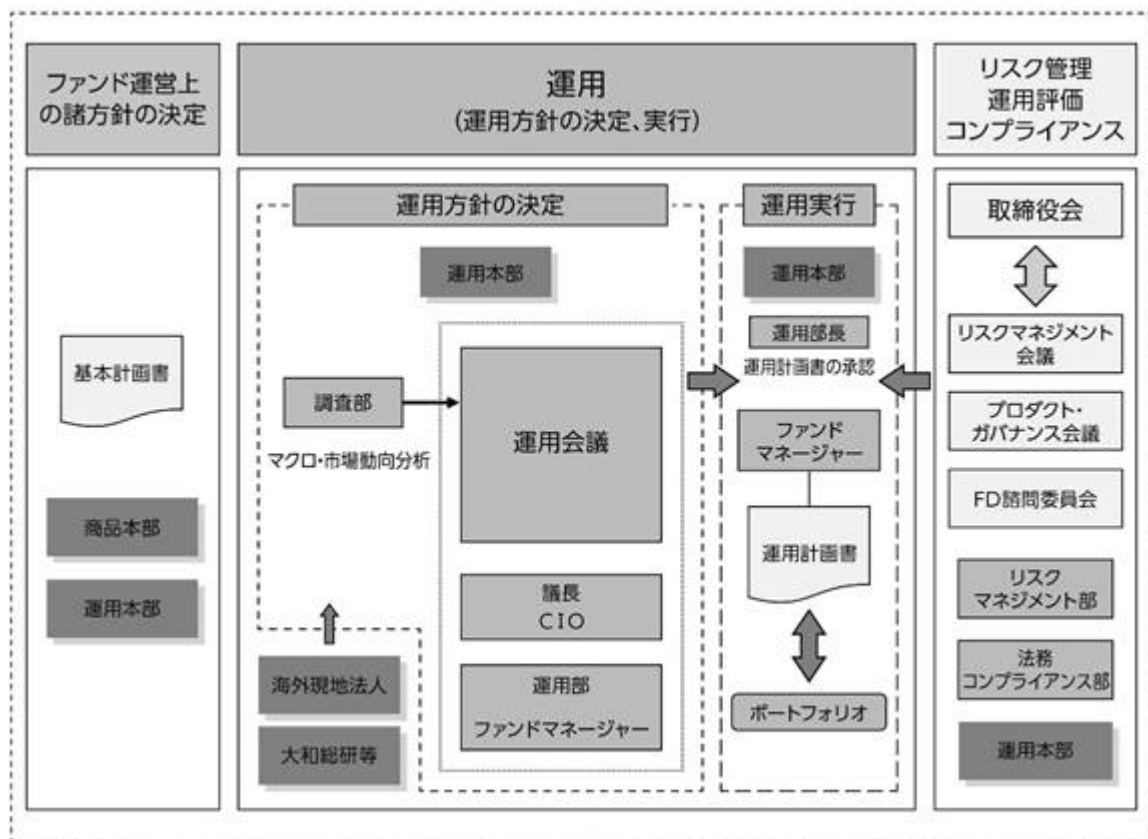 ファンド運営上
の諸方針の決定
基本計画書
商品本部
運用本部
運用
(運用方針の決定、実行)
運用方針の決定
運用本部
調査部
マクロ・市場動向分析
運用会議
議長
CIO
運用部
ファンドマネージャー
海外現地法人
大和総研等
運用実行
運用本部
運用部長
運用計画書の承認
ファンド
マネージャー
運用計画書
ポートフォリオ
リスク管理
運用評価
コンプライアンス
取締役会
リスクマネジメント
会議
プロダクト・
ガバナンス会議
FD諮問委員会
リスク
マネジメント部
法務
コンプライアンス部
運用本部